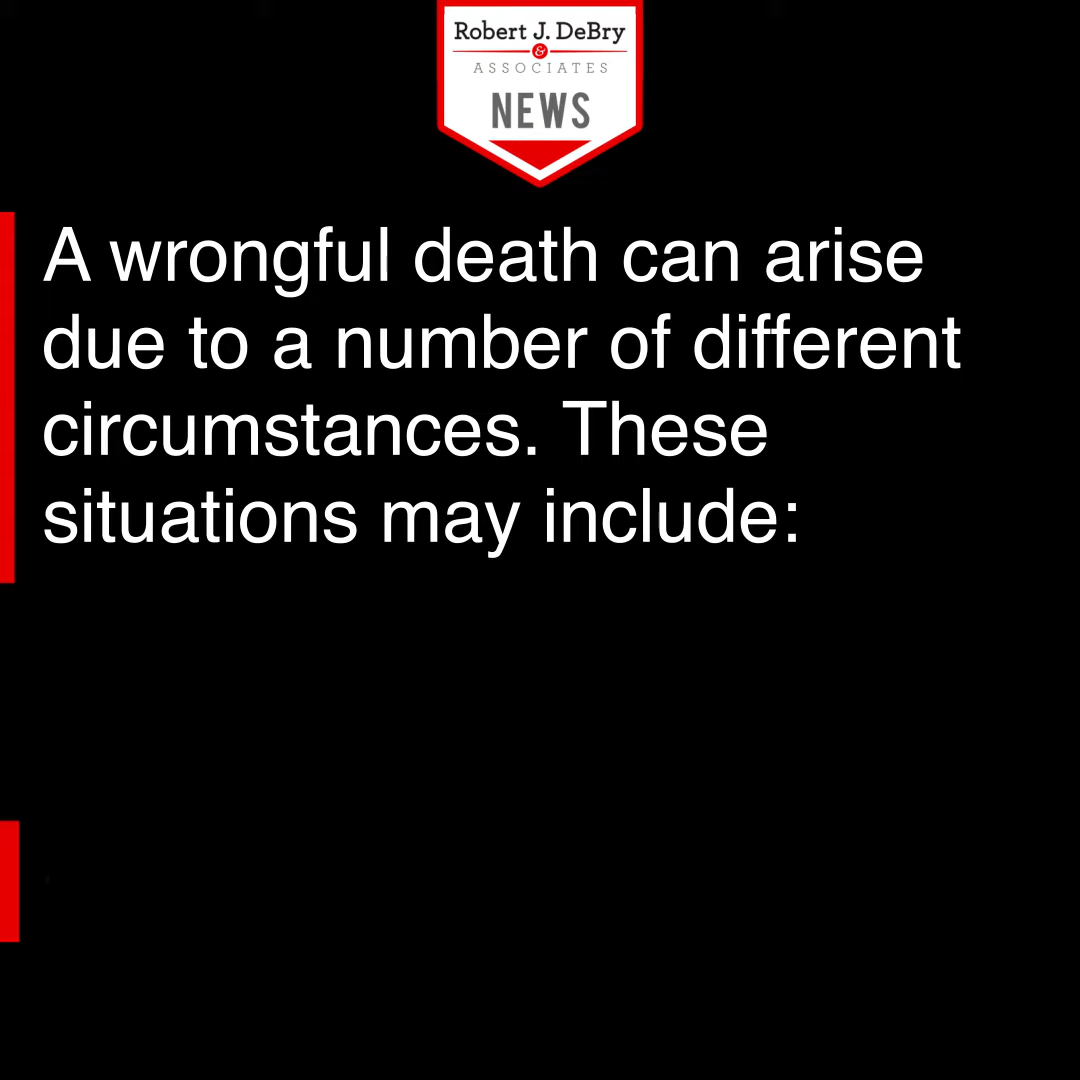 Robert J. DeBry
&
ASSOCIATES
NEWS
A wrongful death can arise
due to a number of different
circumstances. These
situations may include: